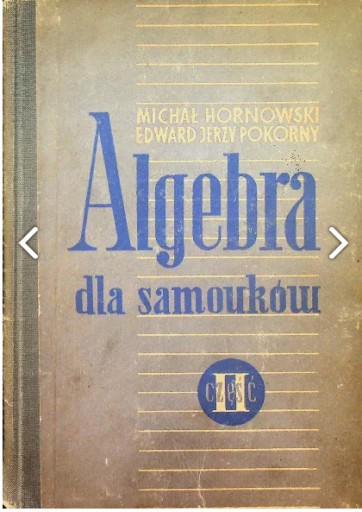 MICHAŁ HORNOWSKI
EDWARD JERZY POKORNY
Algebra
dla samouków
CZĘŚĆ
II